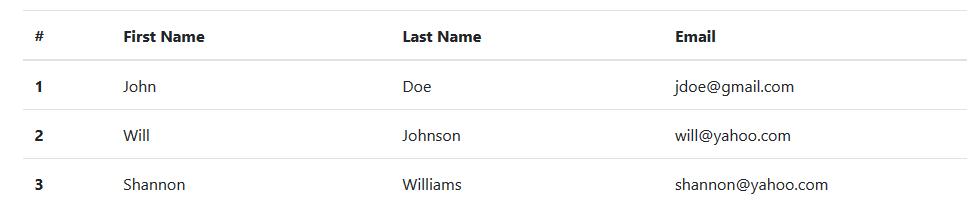 # First Name Last Name Email
1 John Doe jdoe@gmail.com
2 Will Johnson will@yahoo.com
3 Shannon Williams shannon@yahoo.com